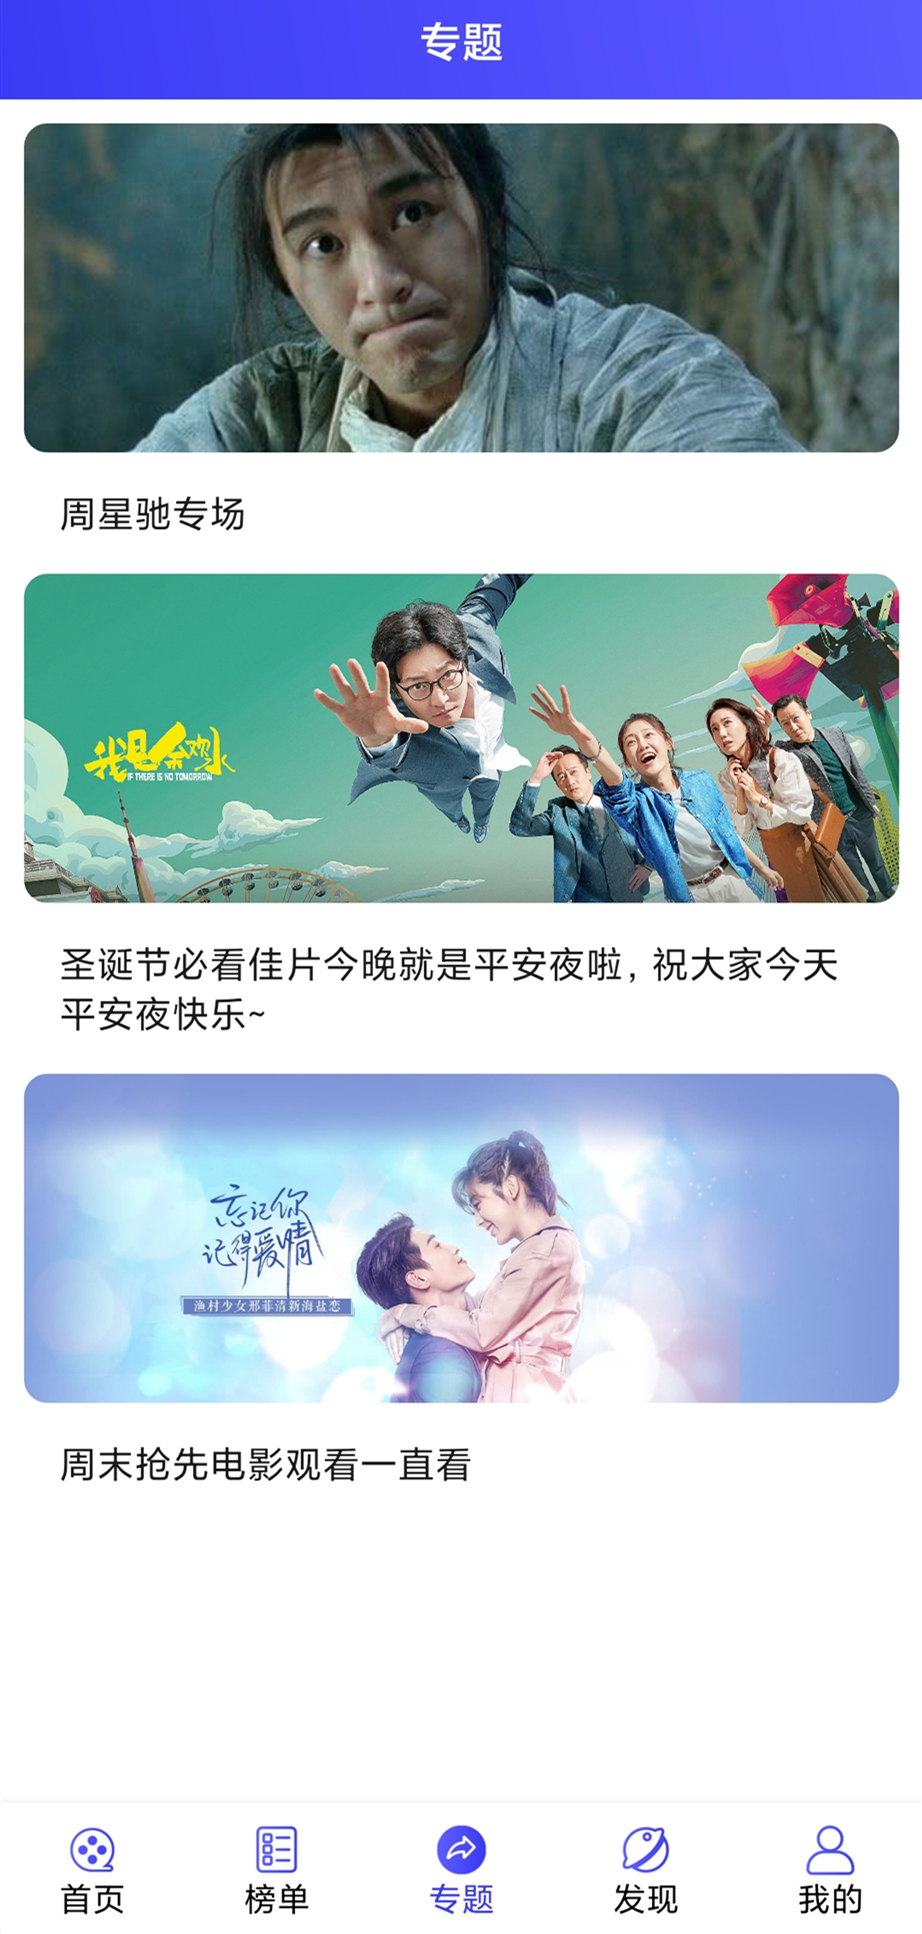 专题
周星驰专场
我是余欢水
IF THERE IS NO TOMORROW
圣诞节必看佳片今晚就是平安夜啦，祝大家今天
平安夜快乐~
忘记你
记得爱情
渔村少女邢菲清新海盐恋
周末抢先电影观看一直看
首页
榜单
专题
发现
我的